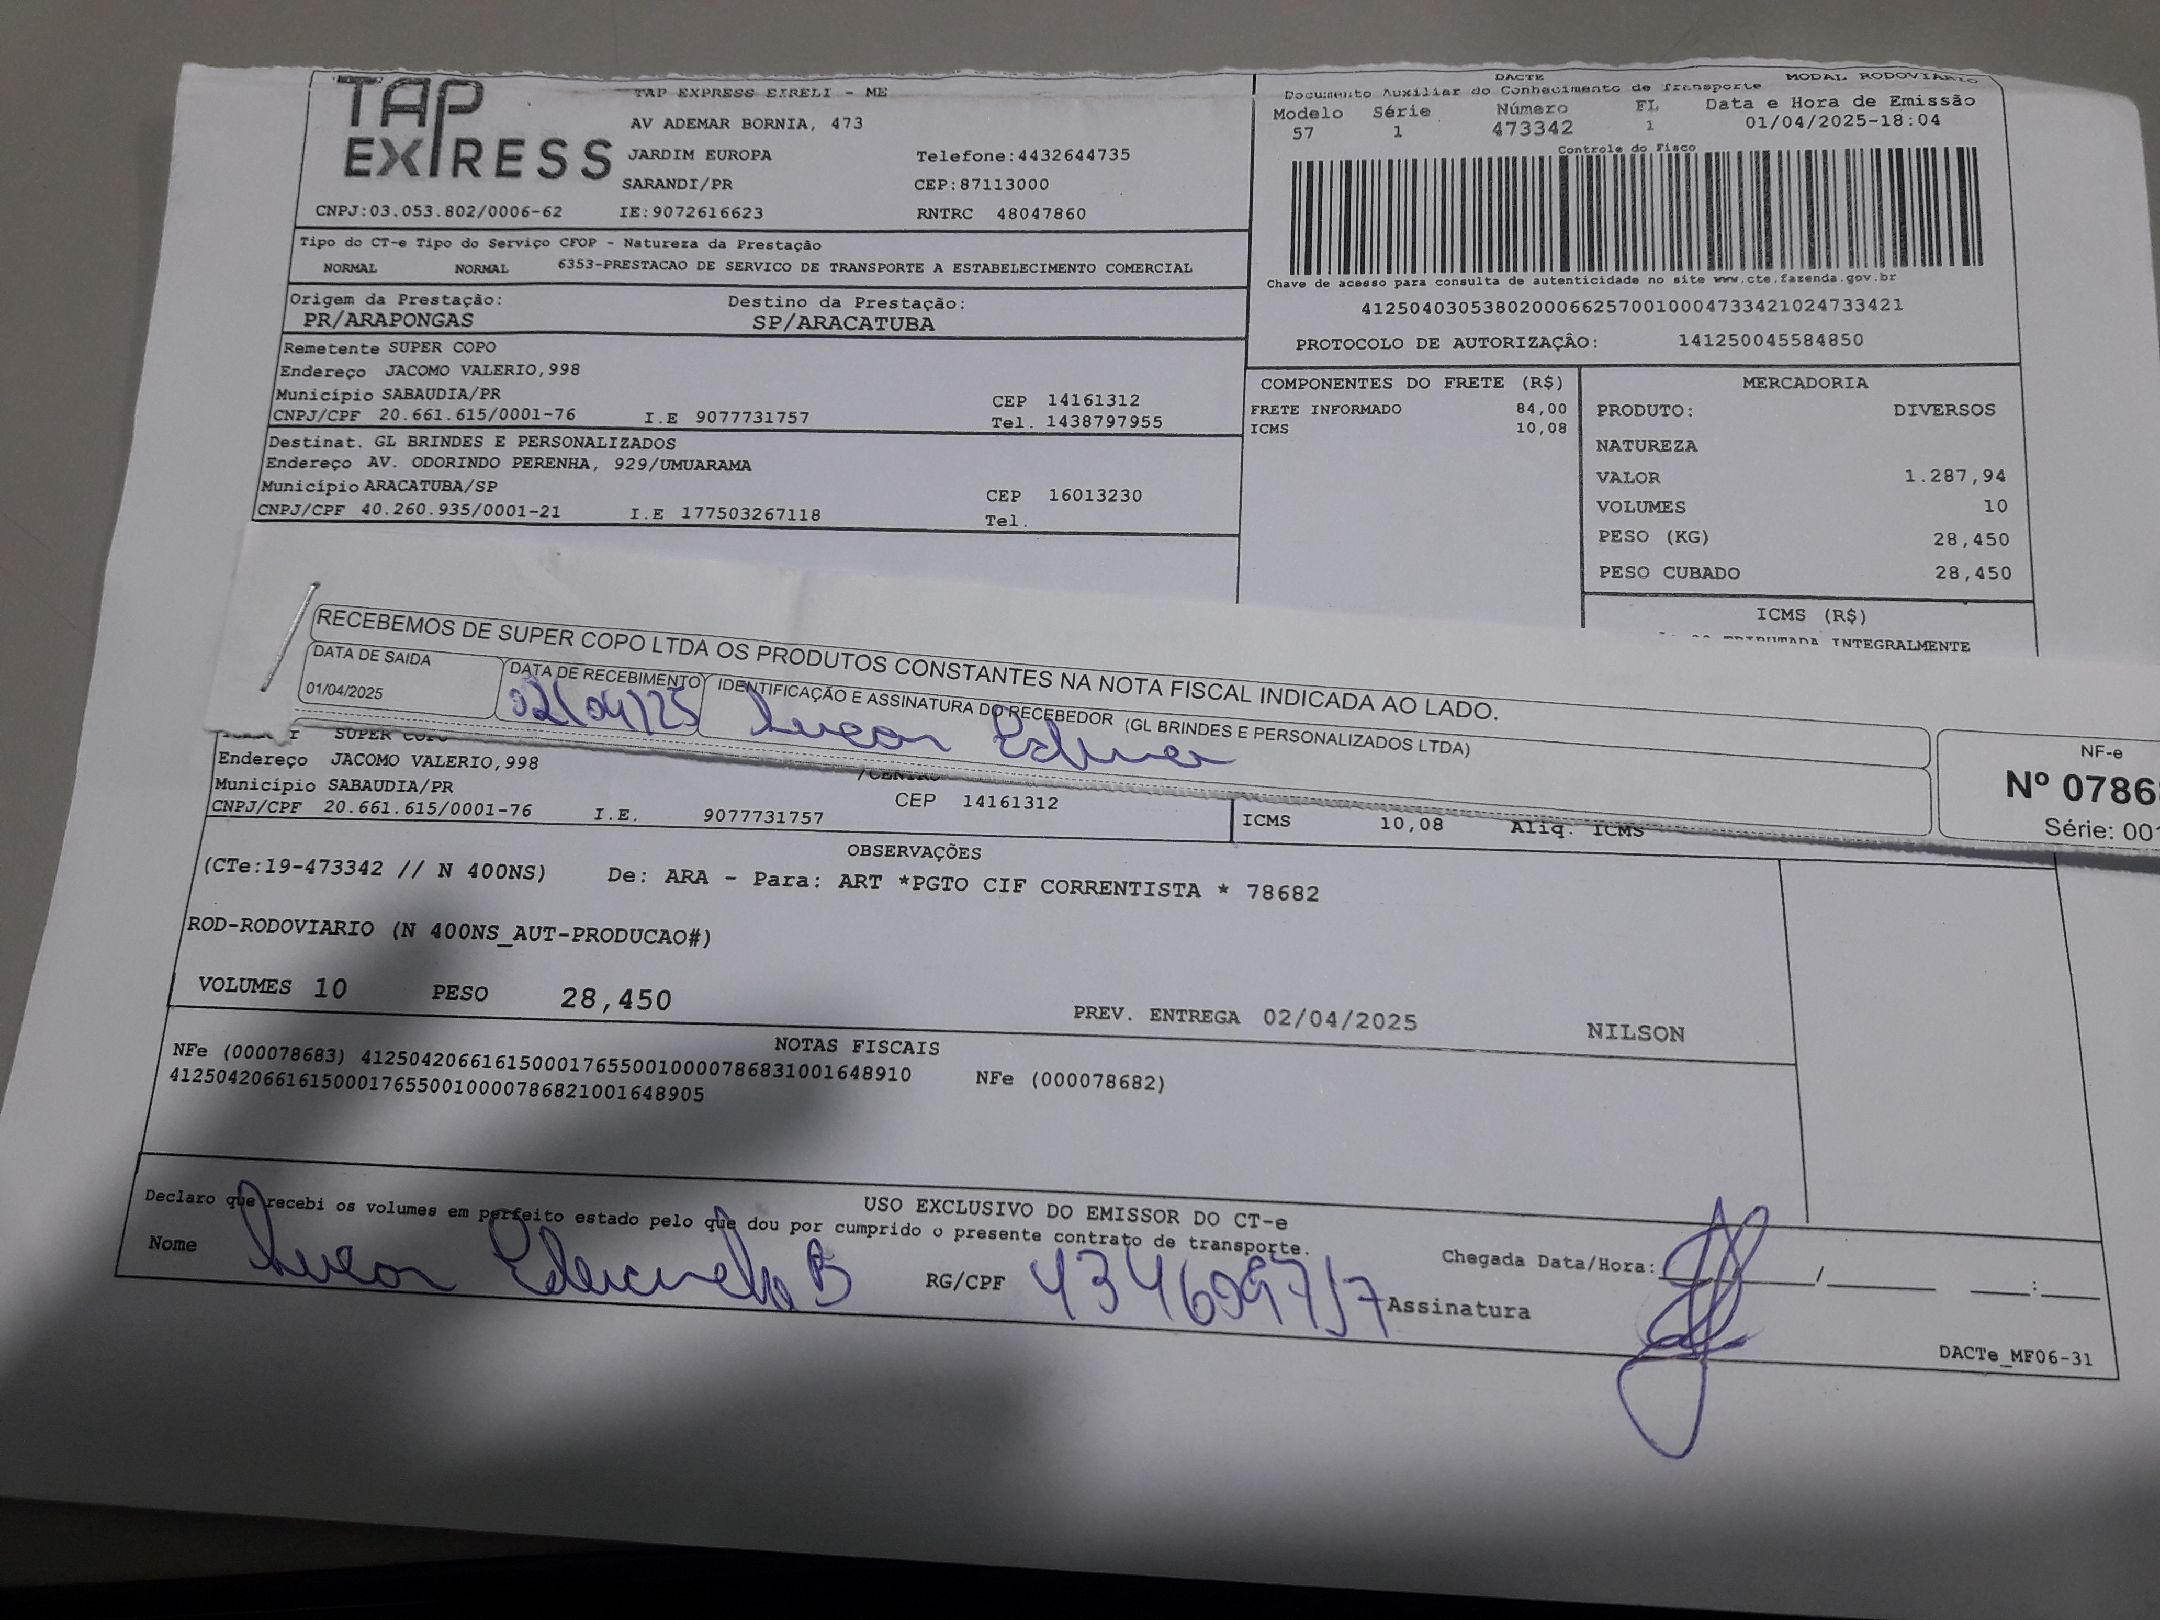 TAP EXPRESS
TAP EXPRESS EIRELI - ME
AV ADEMAR BORNIA, 473
JARDIM EUROPA Telefone:4432644735
SARANDI/PR CEP:87113000
CNPJ:03.053.802/0006-62 IE:9072616623 RNTRC 48047860
DACTE MODAL RODOVIARIO
Documento Auxiliar do Conhecimento de Transporte
Modelo Série Número FL Data e Hora de Emissão
57 1 473342 1 01/04/2025-18:04
Controle do Fisco
Chave de acesso para consulta de autenticidade no site www.cte.fazenda.gov.br
41250403053802000662570010004733421024733421
PROTOCOLO DE AUTORIZAÇÂO: 141250045584850
Tipo do CT-e Tipo do Serviço CFOP - Natureza da Prestação
NORMAL NORMAL 6353-PRESTACAO DE SERVICO DE TRANSPORTE A ESTABELECIMENTO COMERCIAL
Origem da Prestação: Destino da Prestação:
PR/ARAPONGAS SP/ARACATUBA
Remetente SUPER COPO
Endereço JACOMO VALERIO,998
Município SABAUDIA/PR CEP 14161312
CNPJ/CPF 20.661.615/0001-76 I.E 9077731757 Tel. 1438797955
Destinat. GL BRINDES E PERSONALIZADOS
Endereço AV. ODORINDO PERENHA, 929/UMUARAMA
Município ARACATUBA/SP CEP 16013230
CNPJ/CPF 40.260.935/0001-21 I.E 177503267118 Tel.
COMPONENTES DO FRETE (R$)
FRETE INFORMADO 84,00
ICMS 10,08
MERCADORIA
PRODUTO: DIVERSOS
NATUREZA
VALOR 1.287,94
VOLUMES 10
PESO (KG) 28,450
PESO CUBADO 28,450
ICMS (R$)
TRIBUTADA INTEGRALMENTE
RECEBEMOS DE SUPER COPO LTDA OS PRODUTOS CONSTANTES NA NOTA FISCAL INDICADA AO LADO.
DATA DE SAIDA DATA DE RECEBIMENTO IDENTIFICAÇÃO E ASSINATURA DO RECEBEDOR (GL BRINDES E PERSONALIZADOS LTDA)
01/04/2025 02/04/25
NF-e
Nº 0786
Série: 001
SUPER COPO
Endereço JACOMO VALERIO,998
/CENTRO
Município SABAUDIA/PR CEP 14161312
CNPJ/CPF 20.661.615/0001-76 I.E. 9077731757
ICMS 10,08 Aliq. ICMS
OBSERVAÇÕES
(CTe:19-473342 // N 400NS) De: ARA - Para: ART *PGTO CIF CORRENTISTA * 78682
ROD-RODOVIARIO (N 400NS_AUT-PRODUCAO#)
VOLUMES 10 PESO 28,450 PREV. ENTREGA 02/04/2025 NILSON
NOTAS FISCAIS
NFe (000078683) 41250420661615000176550010000786831001648910 NFe (000078682)
41250420661615000176550010000786821001648905
USO EXCLUSIVO DO EMISSOR DO CT-e
Declaro que recebi os volumes em perfeito estado pelo que dou por cumprido o presente contrato de transporte.
Nome RG/CPF Assinatura
Chegada Data/Hora: / :
DACTe_MF06-31